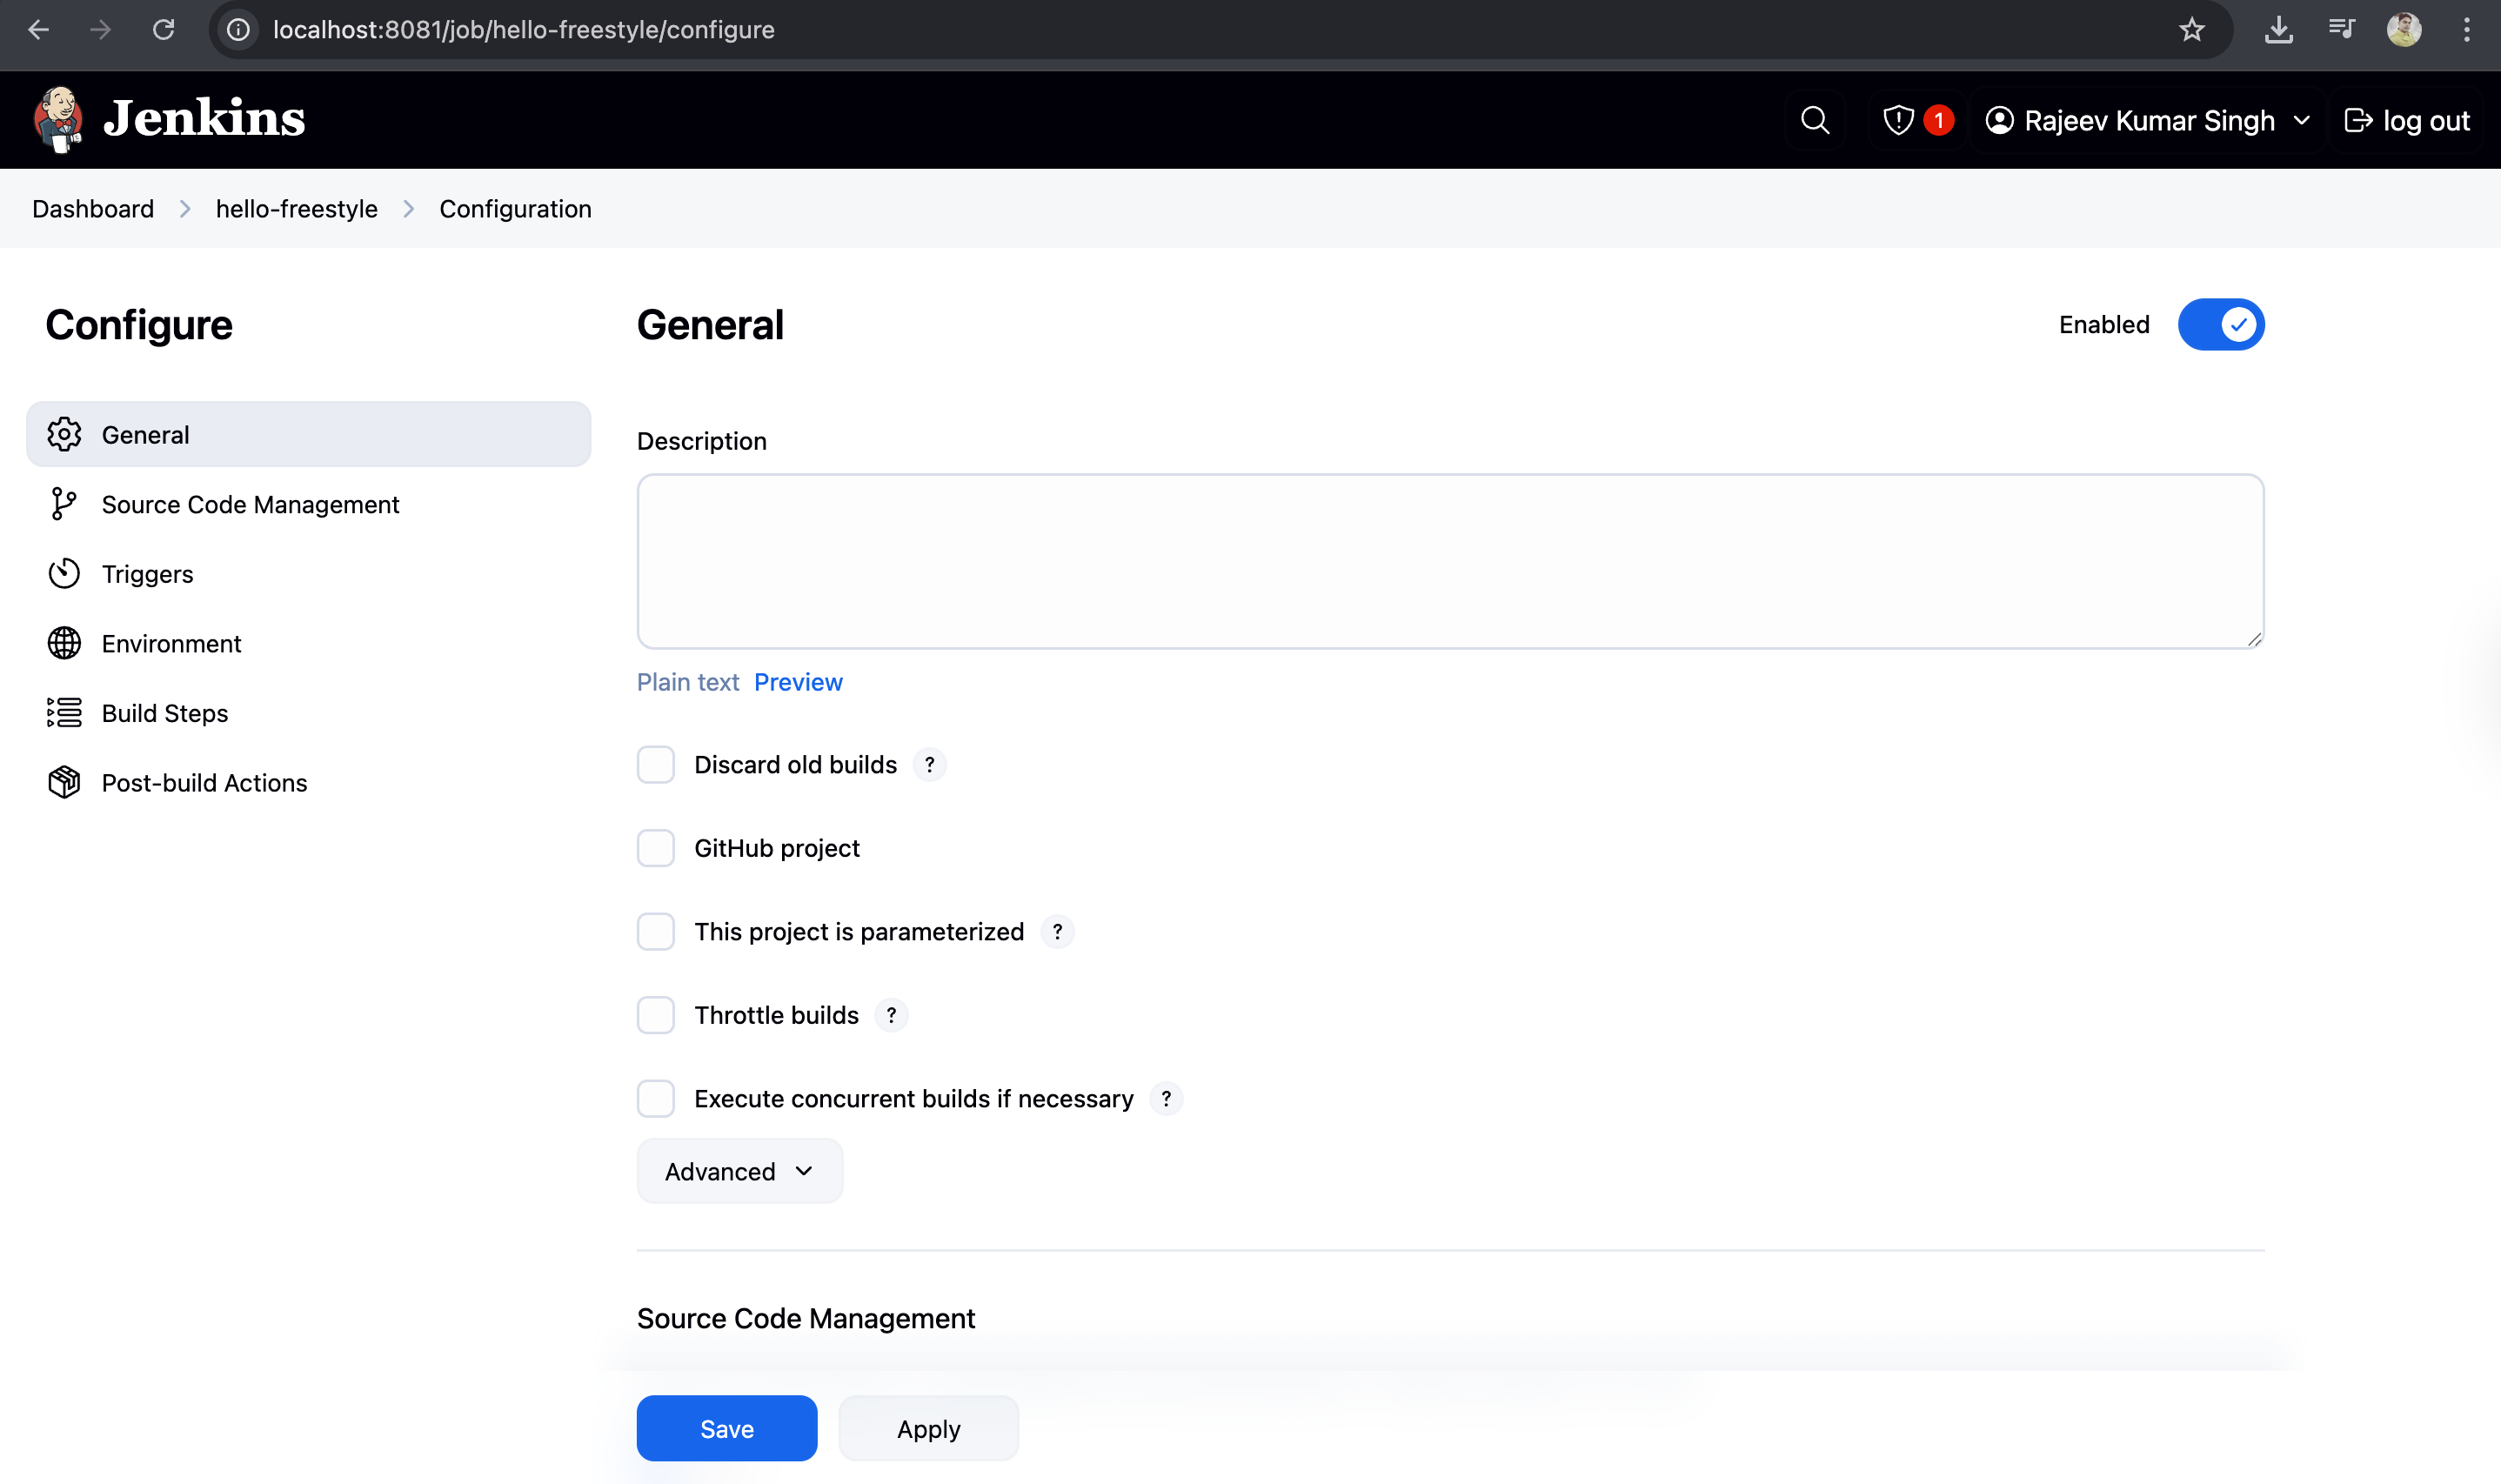 localhost:8081/job/hello-freestyle/configure
Jenkins
1
Rajeev Kumar Singh
log out
Dashboard
hello-freestyle
Configuration
Configure
General
Source Code Management
Triggers
Environment
Build Steps
Post-build Actions
General
Enabled
Description
Plain text Preview
Discard old builds ?
GitHub project
This project is parameterized ?
Throttle builds ?
Execute concurrent builds if necessary ?
Advanced
Source Code Management
Save
Apply